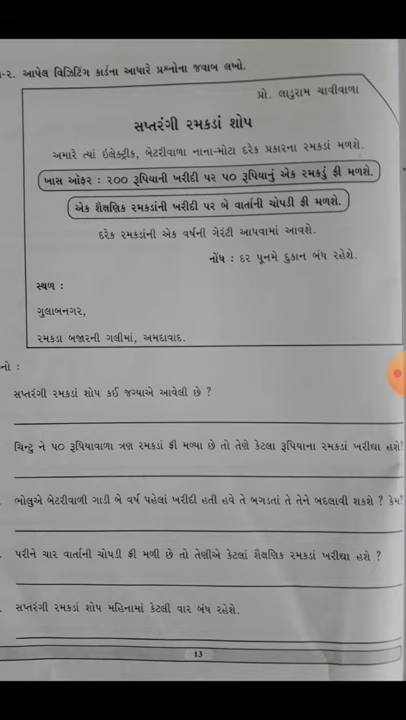 -૨. આપેલ વિઝિટિંગ કાર્ડના આધારે પ્રશ્નોના જવાબ લખો.
પ્રો. લાડુરામ ચાવીવાળા
સપ્તરંગી રમકડાં શોપ
અમારે ત્યાં ઇલેક્ટ્રીક, બેટરીવાળા નાના-મોટા દરેક પ્રકારના રમકડાં મળશે.
ખાસ ઑફર : ૨૦૦ રૂપિયાની ખરીદી પર ૫૦ રૂપિયાનું એક રમકડું ફ્રી મળશે.
એક શૈક્ષણિક રમકડાંની ખરીદી પર બે વાર્તાની ચોપડી ફ્રી મળશે.
દરેક રમકડાંની એક વર્ષની ગેરંટી આપવામાં આવશે.
નોંધ : દર પૂનમે દુકાન બંધ રહેશે.
સ્થળ :
ગુલાબનગર,
રમકડા બજારની ગલીમાં, અમદાવાદ.
નો :
સપ્તરંગી રમકડાં શોપ કઈ જગ્યાએ આવેલી છે ?
ચિન્ટુ ને ૫૦ રૂપિયાવાળા ત્રણ રમકડાં ફ્રી મળ્યા છે તો તેણે કેટલા રૂપિયાના રમકડાં ખરીદ્યા હશે?
ભોલુએ બેટરીવાળી ગાડી બે વર્ષ પહેલાં ખરીદી હતી હવે તે બગડતાં તે તેને બદલાવી શકશે ? કેમ?
પરીને ચાર વાર્તાની ચોપડી ફ્રી મળી છે તો તેણીએ કેટલાં શૈક્ષણિક રમકડાં ખરીદ્યા હશે ?
સપ્તરંગી રમકડાં શોપ મહિનામાં કેટલી વાર બંધ રહેશે.
13